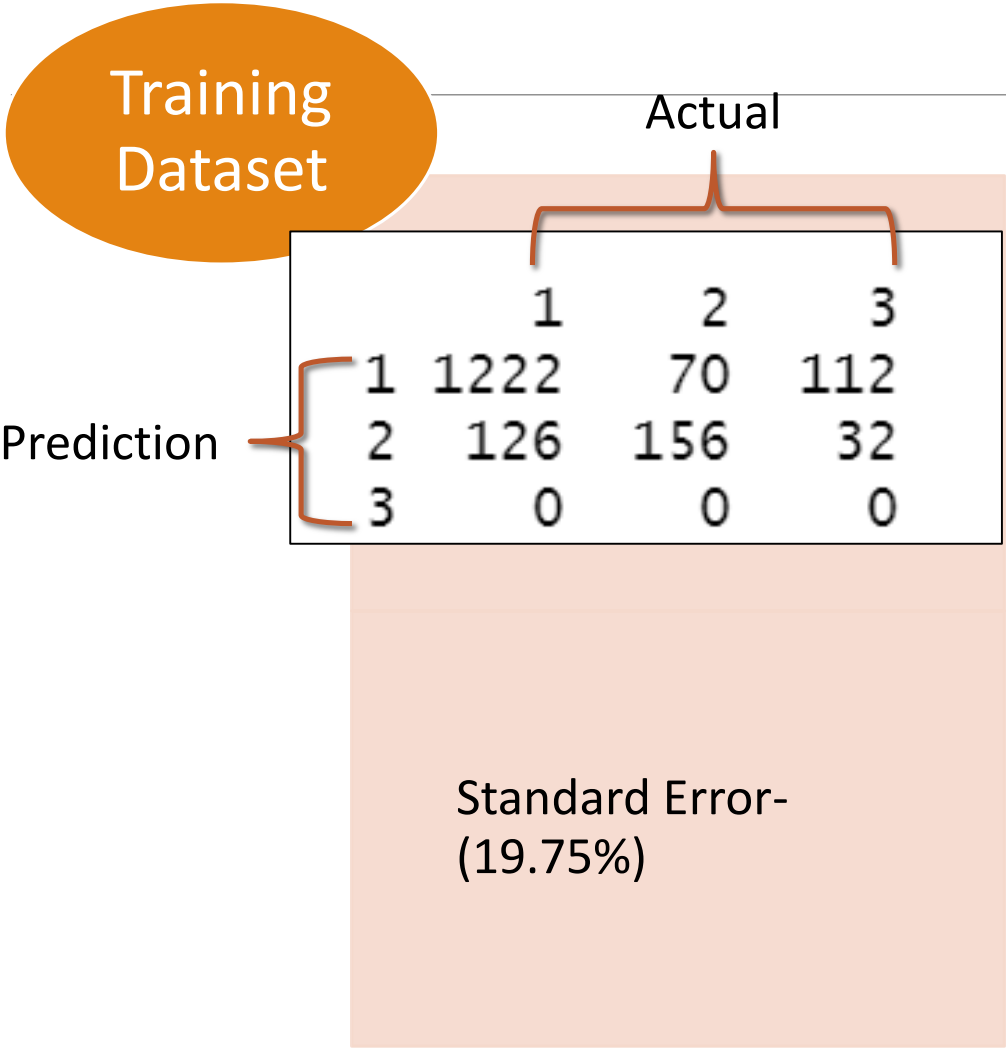 Training
Dataset
Actual
1 2 3
1 1222 70 112
2 126 156 32
3 0 0 0
Prediction
Standard Error-
(19.75%)